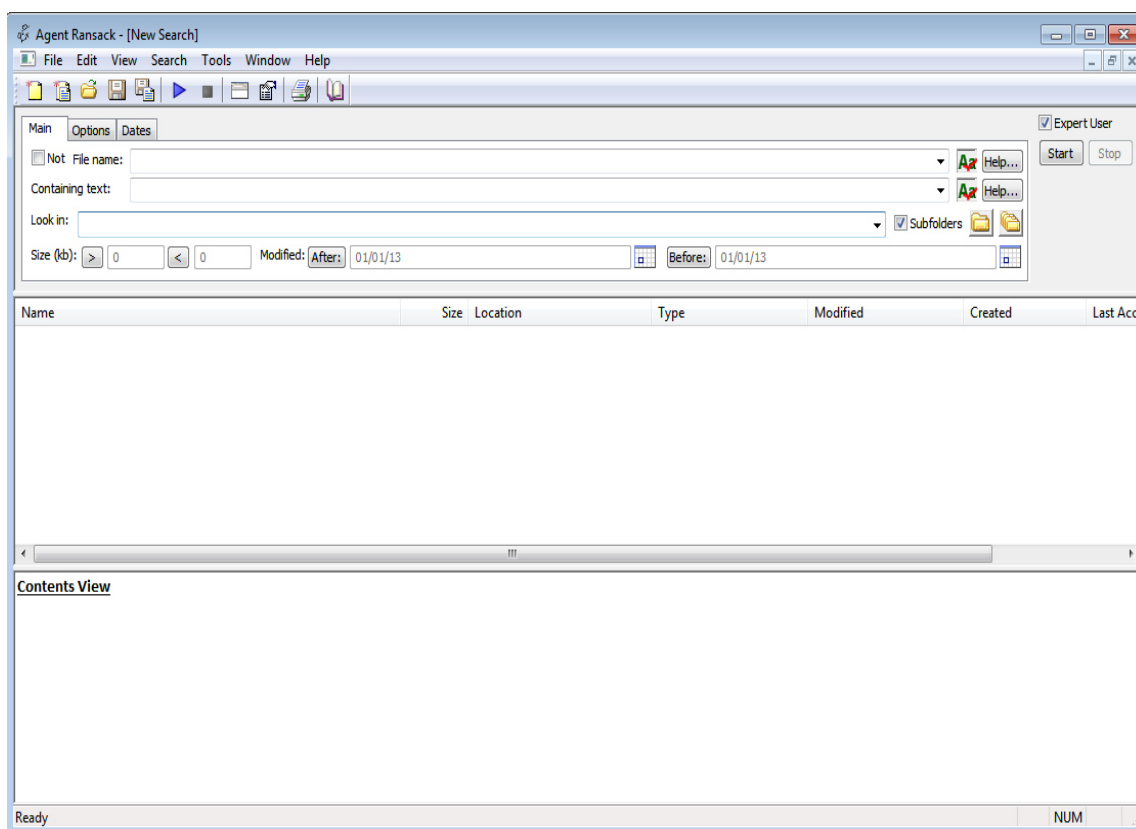 Agent Ransack - [New Search]
File Edit View Search Tools Window Help
Main Options Dates
Expert User
Not File name: Help... Start Stop
Containing text: Help...
Look in: Subfolders
Size (kb): > 0 < 0 Modified: After: 01/01/13 Before: 01/01/13
Name Size Location Type Modified Created Last Acc
Contents View
Ready NUM